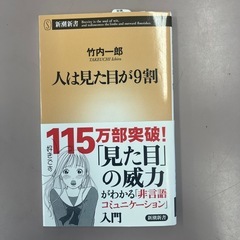 新潮新書
竹内一郎
TAKEUCHI Ichiro
人は見た目が9割
115万部突破!
「見た目」
の威力
がわかる「非言語
コミュニケーション」
入門
新潮新書